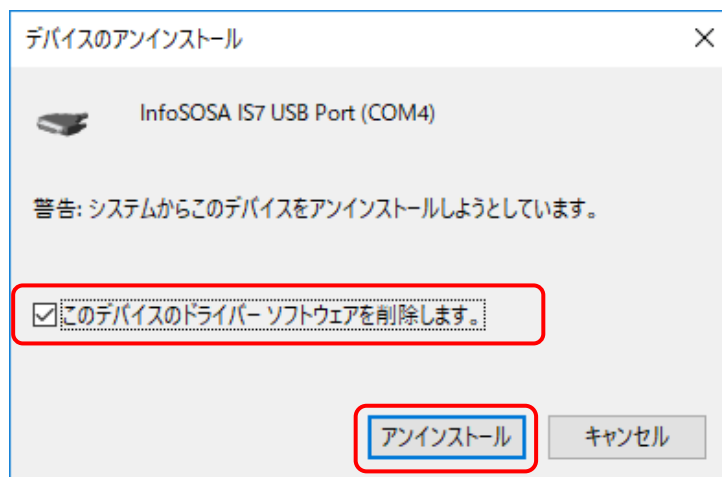 デバイスのアンインストール
InfoSOSA IS7 USB Port (COM4)
警告: システムからこのデバイスをアンインストールしようとしています。
このデバイスのドライバー ソフトウェアを削除します。
アンインストール
キャンセル